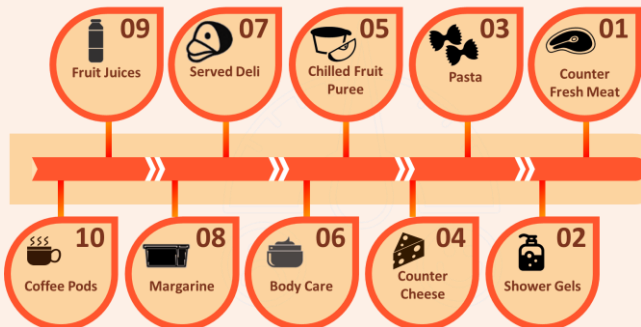 09
Fruit Juices
07
Served Deli
05
Chilled Fruit
Puree
03
Pasta
01
Counter
Fresh Meat
10
Coffee Pods
08
Margarine
06
Body Care
04
Counter
Cheese
02
Shower Gels